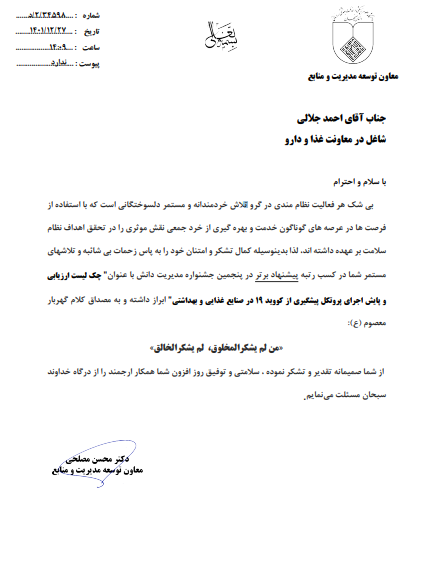 شماره : ....۲/۳۴۵۹۸/د......
تاریخ : .....۱۴۰۱/۱۲/۲۷.....
ساعت : ......۱۴:۰۹......
پیوست : ......ندارد......
بسمه تعالی
معاون توسعه مدیریت و منابع
جناب آقای احمد جلالی
شاغل در معاونت غذا و دارو
با سلام و احترام
بی شک هر فعالیت نظام مندی در گرو تلاش خردمندانه و مستمر دلسوختگانی است که با استفاده از
فرصت ها در عرصه های گوناگون خدمت و بهره گیری از خرد جمعی نقش موثری را در تحقق اهداف نظام
سلامت بر عهده داشته اند، لذا بدینوسیله کمال تشکر و امتنان خود را به پاس زحمات بی شائبه و تلاشهای
مستمر شما در کسب رتبه پیشنهاد برتر در پنجمین جشنواره مدیریت دانش با عنوان" چک لیست ارزیابی
و پایش اجرای پروتکل پیشگیری از کووید ۱۹ در صنایع غذایی و بهداشتی" ابراز داشته و به مصداق کلام گهربار
معصوم (ع):
«من لم یشکرالمخلوق، لم یشکرالخالق»
از شما صمیمانه تقدیر و تشکر نموده ، سلامتی و توفیق روز افزون شما همکار ارجمند را از درگاه خداوند
سبحان مسئلت می‌نمایم.
دکتر محسن مصلحی
معاون توسعه مدیریت و منابع